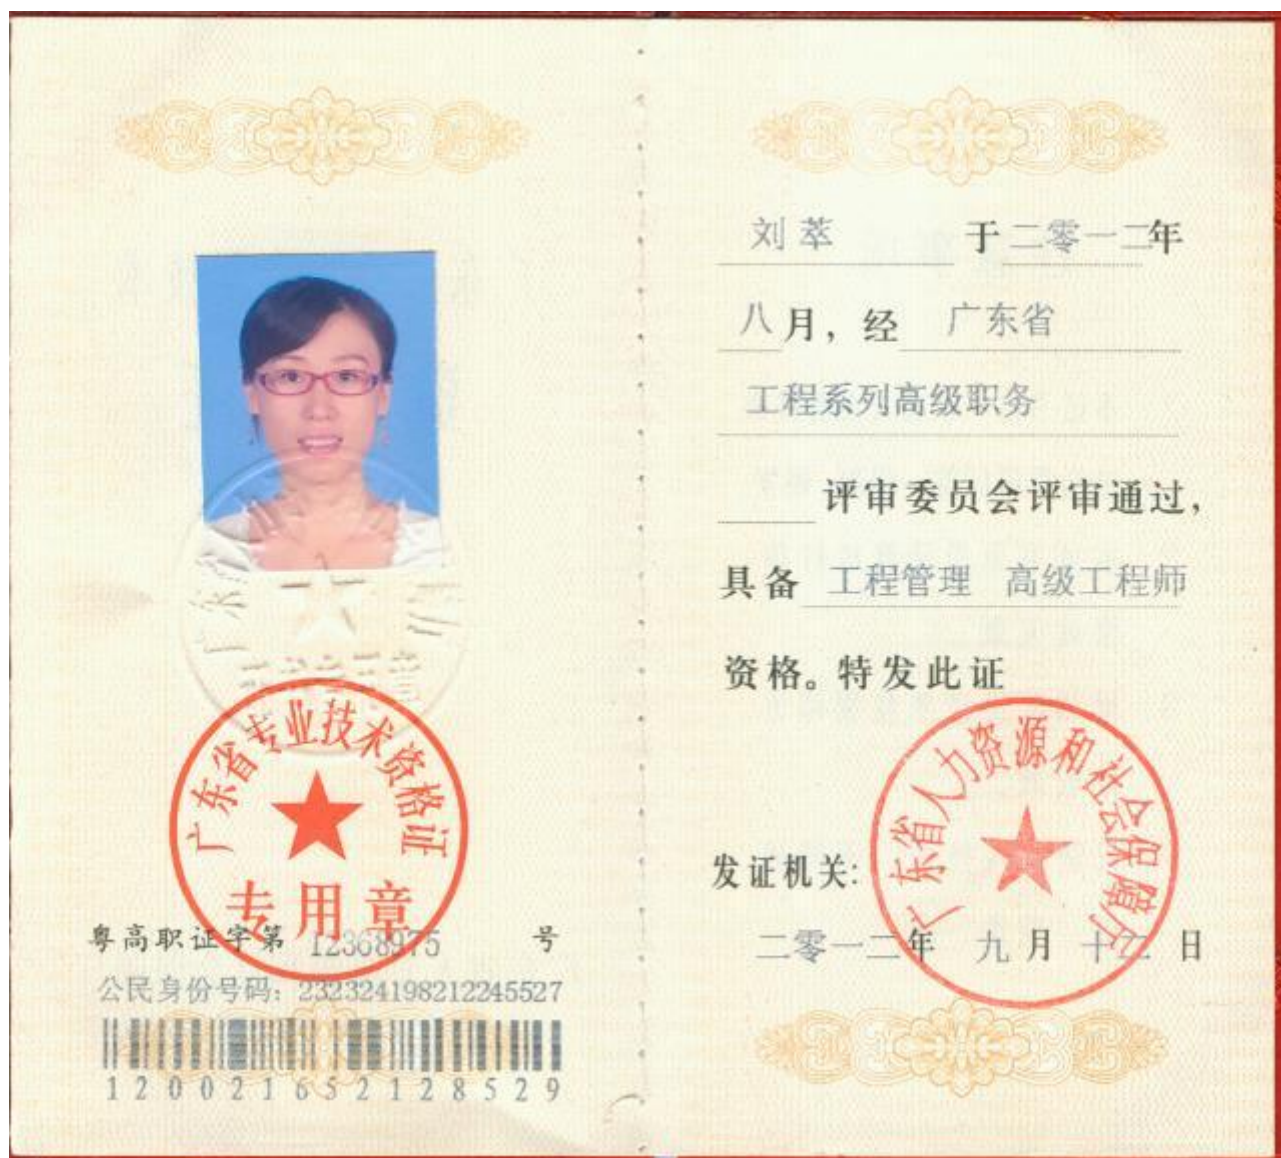 广东省专业技术资格证
专用章
粤高职证字第 12368975 号
公民身份号码：232324198212245527
120021652128529
刘萃 于二零一二年
八月，经 广东省
工程系列高级职务
评审委员会评审通过，
具备 工程管理 高级工程师
资格。特发此证
广东省人力资源和社会保障厅
发证机关：
二零一二年 九月 十二 日